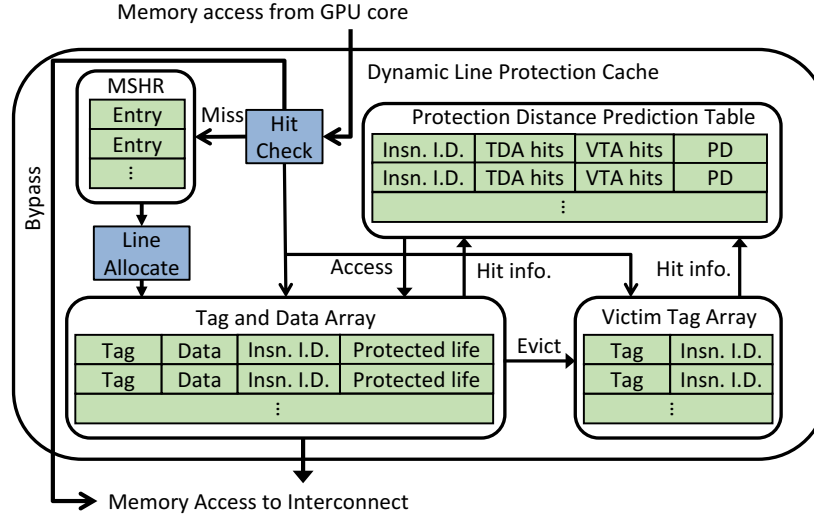 Memory access from GPU core
Dynamic Line Protection Cache
MSHR
Entry
Entry
⋮
Miss
Hit
Check
Protection Distance Prediction Table
Insn. I.D. TDA hits VTA hits PD
Insn. I.D. TDA hits VTA hits PD
⋮
Bypass
Line
Allocate
Access
Hit info.
Hit info.
Tag and Data Array
Tag Data Insn. I.D. Protected life
Tag Data Insn. I.D. Protected life
⋮
Evict
Victim Tag Array
Tag Insn. I.D.
Tag Insn. I.D.
⋮
Memory Access to Interconnect